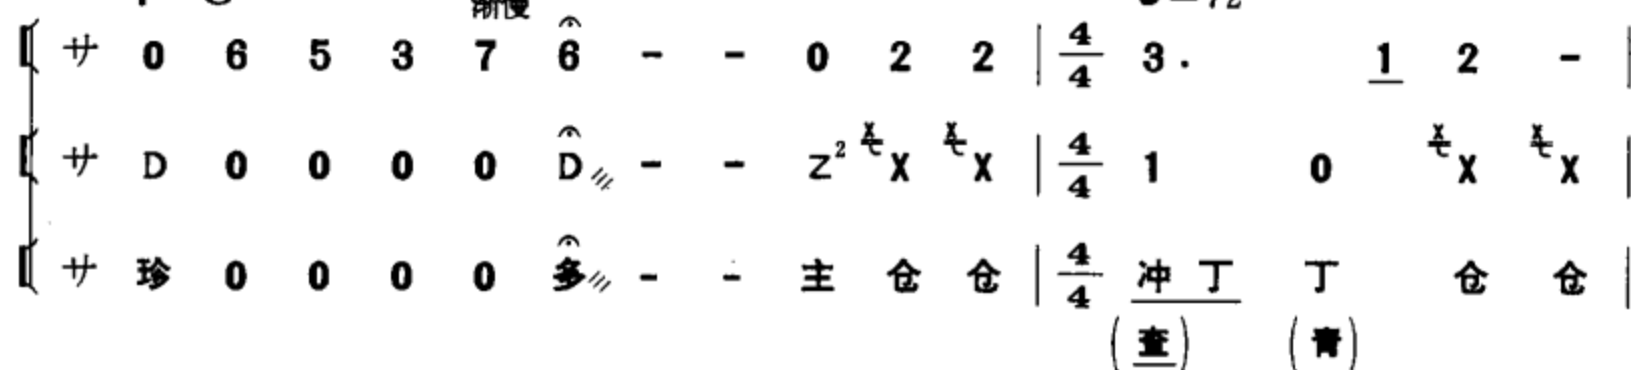 渐慢
サ 0 6 5 3 7 6 - - 0 2 2 | 4/4 3 . 1 2 - |
サ D 0 0 0 0 D - - Z² X X | 4/4 1 0 X X |
サ 珍 0 0 0 0 多 - - 主 仓 仓 | 4/4 冲 丁 丁 仓 仓 |
(查) (青)